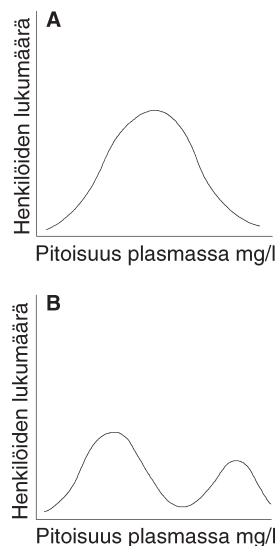 A
Henkilöiden lukumäärä
Pitoisuus plasmassa mg/l
B
Henkilöiden lukumäärä
Pitoisuus plasmassa mg/l